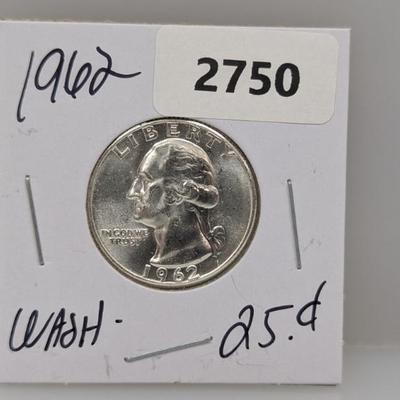 1962
2750
LIBERTY
IN GOD WE
TRUST
1962
WASH-
25.¢